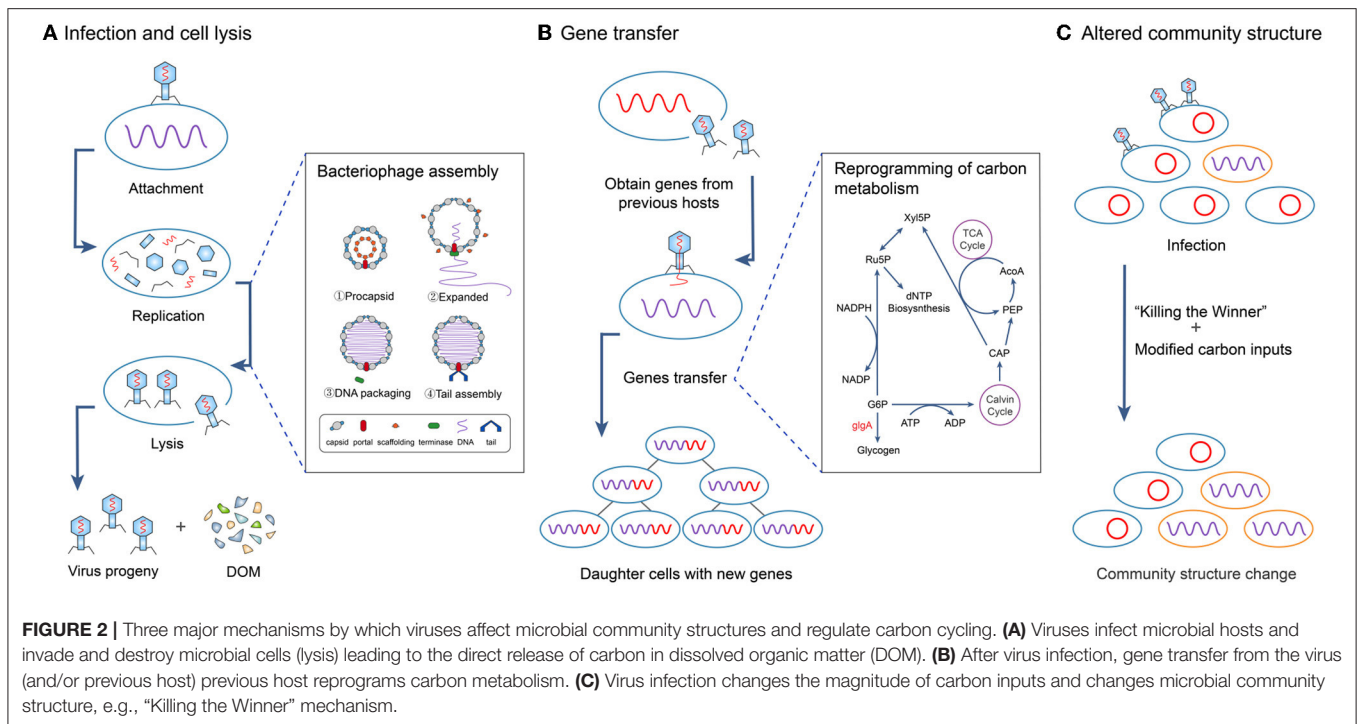 A Infection and cell lysis
Attachment
Replication
Lysis
Virus progeny
+
DOM
Bacteriophage assembly
①Procapsid
②Expanded
③DNA packaging
④Tail assembly
capsid portal scaffolding terminase DNA tail
B Gene transfer
Obtain genes from
previous hosts
Genes transfer
Daughter cells with new genes
Reprogramming of carbon
metabolism
Xyl5P
TCA
Cycle
Ru5P
AcoA
dNTP
Biosynsthesis
NADPH
PEP
CAP
NADP
G6P
Calvin
Cycle
glgA
ATP
ADP
Glycogen
C Altered community structure
Infection
“Killing the Winner”
+
Modified carbon inputs
Community structure change
FIGURE 2 | Three major mechanisms by which viruses affect microbial community structures and regulate carbon cycling. (A) Viruses infect microbial hosts and
invade and destroy microbial cells (lysis) leading to the direct release of carbon in dissolved organic matter (DOM). (B) After virus infection, gene transfer from the virus
(and/or previous host) previous host reprograms carbon metabolism. (C) Virus infection changes the magnitude of carbon inputs and changes microbial community
structure, e.g., “Killing the Winner” mechanism.